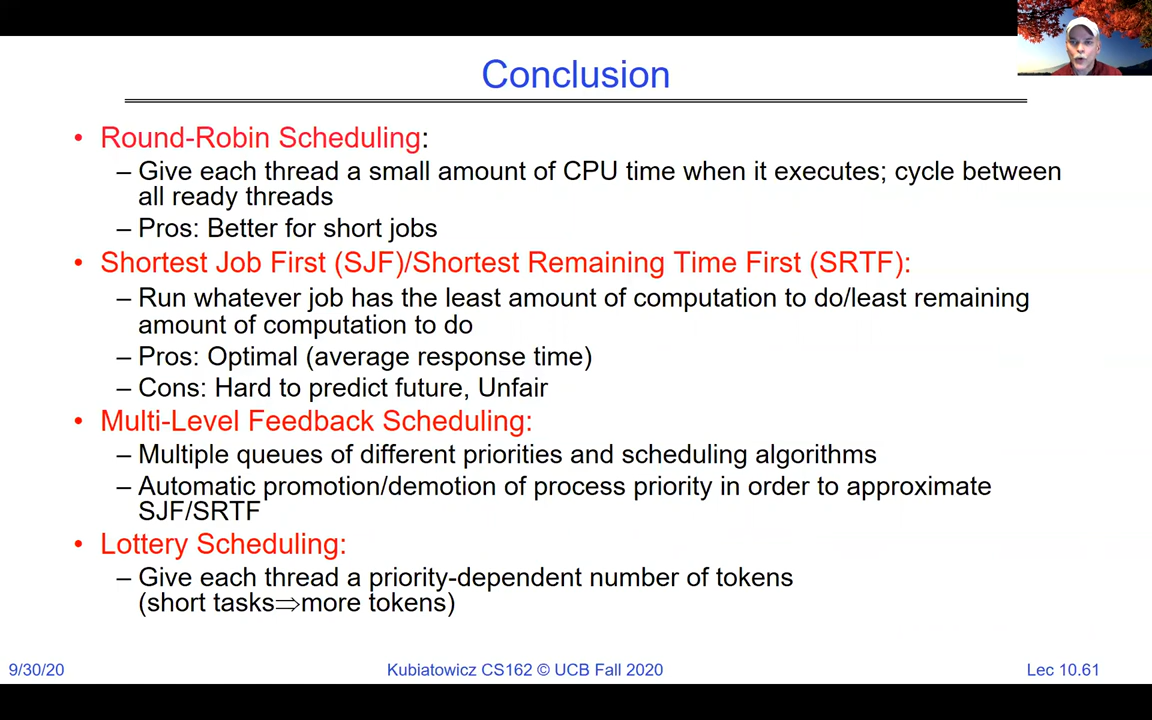 Conclusion
• Round-Robin Scheduling:
– Give each thread a small amount of CPU time when it executes; cycle between
all ready threads
– Pros: Better for short jobs
• Shortest Job First (SJF)/Shortest Remaining Time First (SRTF):
– Run whatever job has the least amount of computation to do/least remaining
amount of computation to do
– Pros: Optimal (average response time)
– Cons: Hard to predict future, Unfair
• Multi-Level Feedback Scheduling:
– Multiple queues of different priorities and scheduling algorithms
– Automatic promotion/demotion of process priority in order to approximate
SJF/SRTF
• Lottery Scheduling:
– Give each thread a priority-dependent number of tokens
(short tasks⇒more tokens)
9/30/20
Kubiatowicz CS162 © UCB Fall 2020
Lec 10.61